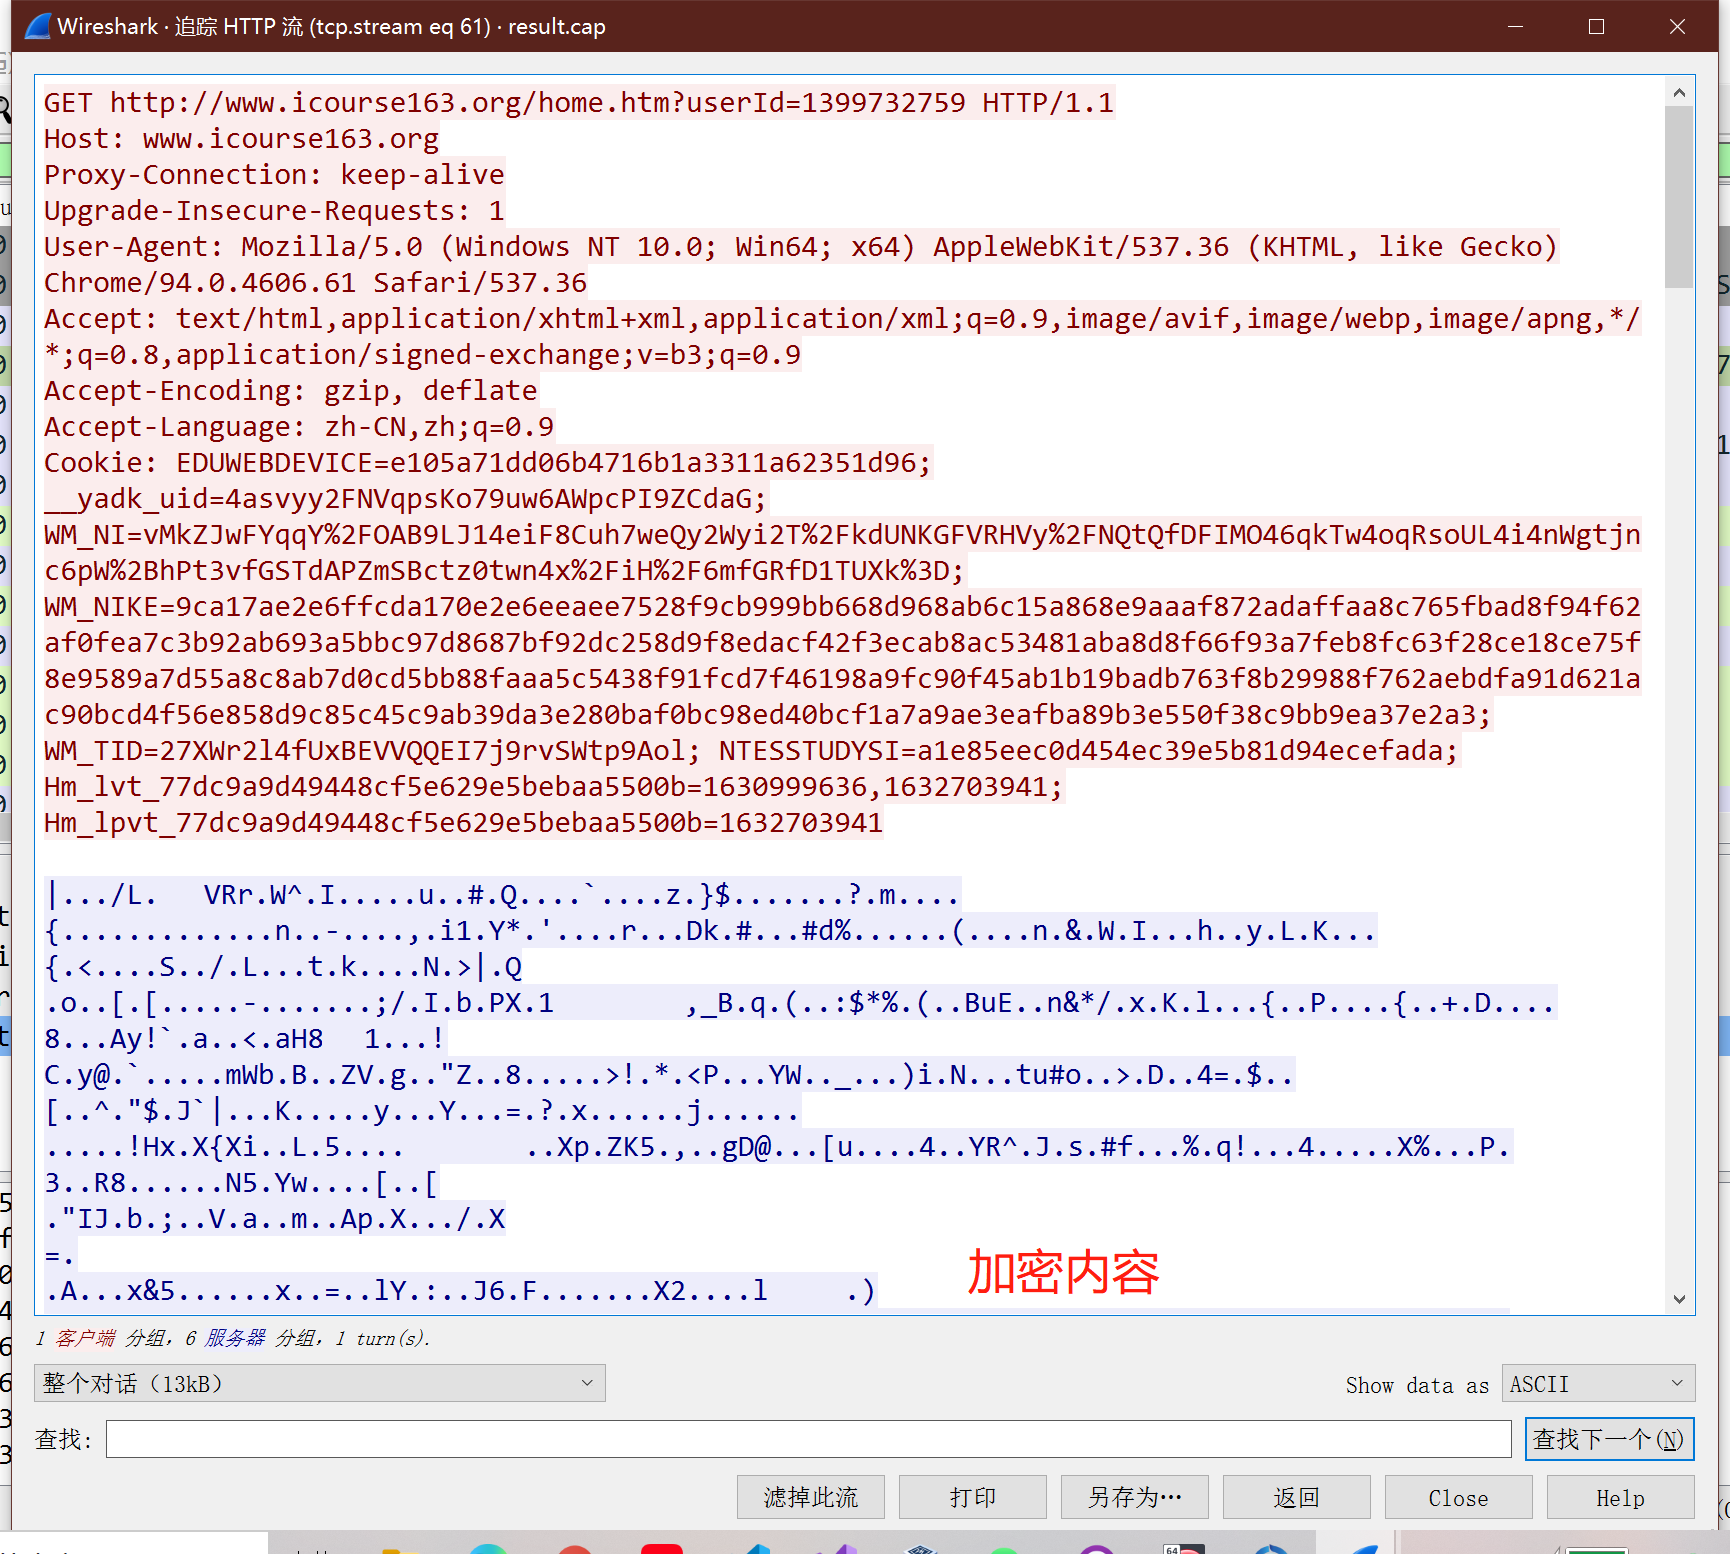 Wireshark · 追踪 HTTP 流 (tcp.stream eq 61) · result.cap
GET http://www.icourse163.org/home.htm?userId=1399732759 HTTP/1.1
Host: www.icourse163.org
Proxy-Connection: keep-alive
Upgrade-Insecure-Requests: 1
User-Agent: Mozilla/5.0 (Windows NT 10.0; Win64; x64) AppleWebKit/537.36 (KHTML, like Gecko)
Chrome/94.0.4606.61 Safari/537.36
Accept: text/html,application/xhtml+xml,application/xml;q=0.9,image/avif,image/webp,image/apng,*/
*;q=0.8,application/signed-exchange;v=b3;q=0.9
Accept-Encoding: gzip, deflate
Accept-Language: zh-CN,zh;q=0.9
Cookie: EDUWEBDEVICE=e105a71dd06b4716b1a3311a62351d96;
__yadk_uid=4asvyy2FNVqpsKo79uw6AWpcPI9ZCdaG;
WM_NI=vMkZJwFYqqY%2FOAB9LJ14eiF8Cuh7weQy2Wyi2T%2FkdUNKGFVRHVy%2FNQtQfDFIMO46qkTw4oqRsoUL4i4nWgtjn
c6pW%2BhPt3vfGSTdAPZmSBctz0twn4x%2FiH%2F6mfGRfD1TUXk%3D;
WM_NIKE=9ca17ae2e6ffcda170e2e6eeaee7528f9cb999bb668d968ab6c15a868e9aaaf872adaffaa8c765fbad8f94f62
af0fea7c3b92ab693a5bbc97d8687bf92dc258d9f8edacf42f3ecab8ac53481aba8d8f66f93a7feb8fc63f28ce18ce75f
8e9589a7d55a8c8ab7d0cd5bb88faaa5c5438f91fcd7f46198a9fc90f45ab1b19badb763f8b29988f762aebdfa91d621a
c90bcd4f56e858d9c85c45c9ab39da3e280baf0bc98ed40bcf1a7a9ae3eafba89b3e550f38c9bb9ea37e2a3;
WM_TID=27XWr2l4fUxBEVVQQEI7j9rvSWtp9Aol; NTESSTUDYSI=a1e85eec0d454ec39e5b81d94ecefada;
Hm_lvt_77dc9a9d49448cf5e629e5bebaa5500b=1630999636,1632703941;
Hm_lpvt_77dc9a9d49448cf5e629e5bebaa5500b=1632703941
|.../L.   VRr.W^.I.....u..#.Q....`....z.}$.......?.m....
{.............n..-....,.i1.Y*.'....r...Dk.#...#d%......(....n.&.W.I...h..y.L.K...
{.<....S../.L...t.k....N.>|.Q
.o..[.[.....-.......;/.I.b.PX.1        ,_B.q.(..:$*%.(..BuE..n&*/.x.K.l...{..P....{..+.D....
8...Ay!`.a..<.aH8   1...!
C.y@.`.....mWb.B..ZV.g.."Z..8.....>!.*.<P...YW.._...)i.N...tu#o..>.D..4=.$..
[..^."$.J`|...K.....y...Y...=.?.x......j......
.....!Hx.X{Xi..L.5....        ..Xp.ZK5.,..gD@...[u....4..YR^.J.s.#f...%.q!...4.....X%...P.
3..R8......N5.Yw....[..[
."IJ.b.;..V.a..m..Ap.X.../.X
=.
.A...x&5......x..=..lY.:..J6.F.......X2....l     .)
加密内容
1 客户端 分组，6 服务器 分组，1 turn(s).
整个对话（13kB）
Show data as ASCII
查找:
查找下一个(N)
滤掉此流 打印 另存为… 返回 Close Help